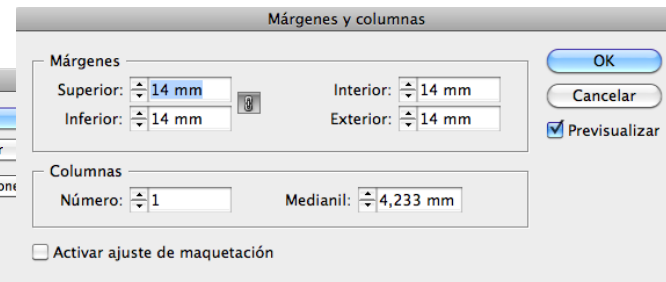 Márgenes y columnas
Márgenes
Superior: 14 mm Interior: 14 mm
Inferior: 14 mm Exterior: 14 mm
Columnas
Número: 1 Medianil: 4,233 mm
Activar ajuste de maquetación
OK
Cancelar
Previsualizar